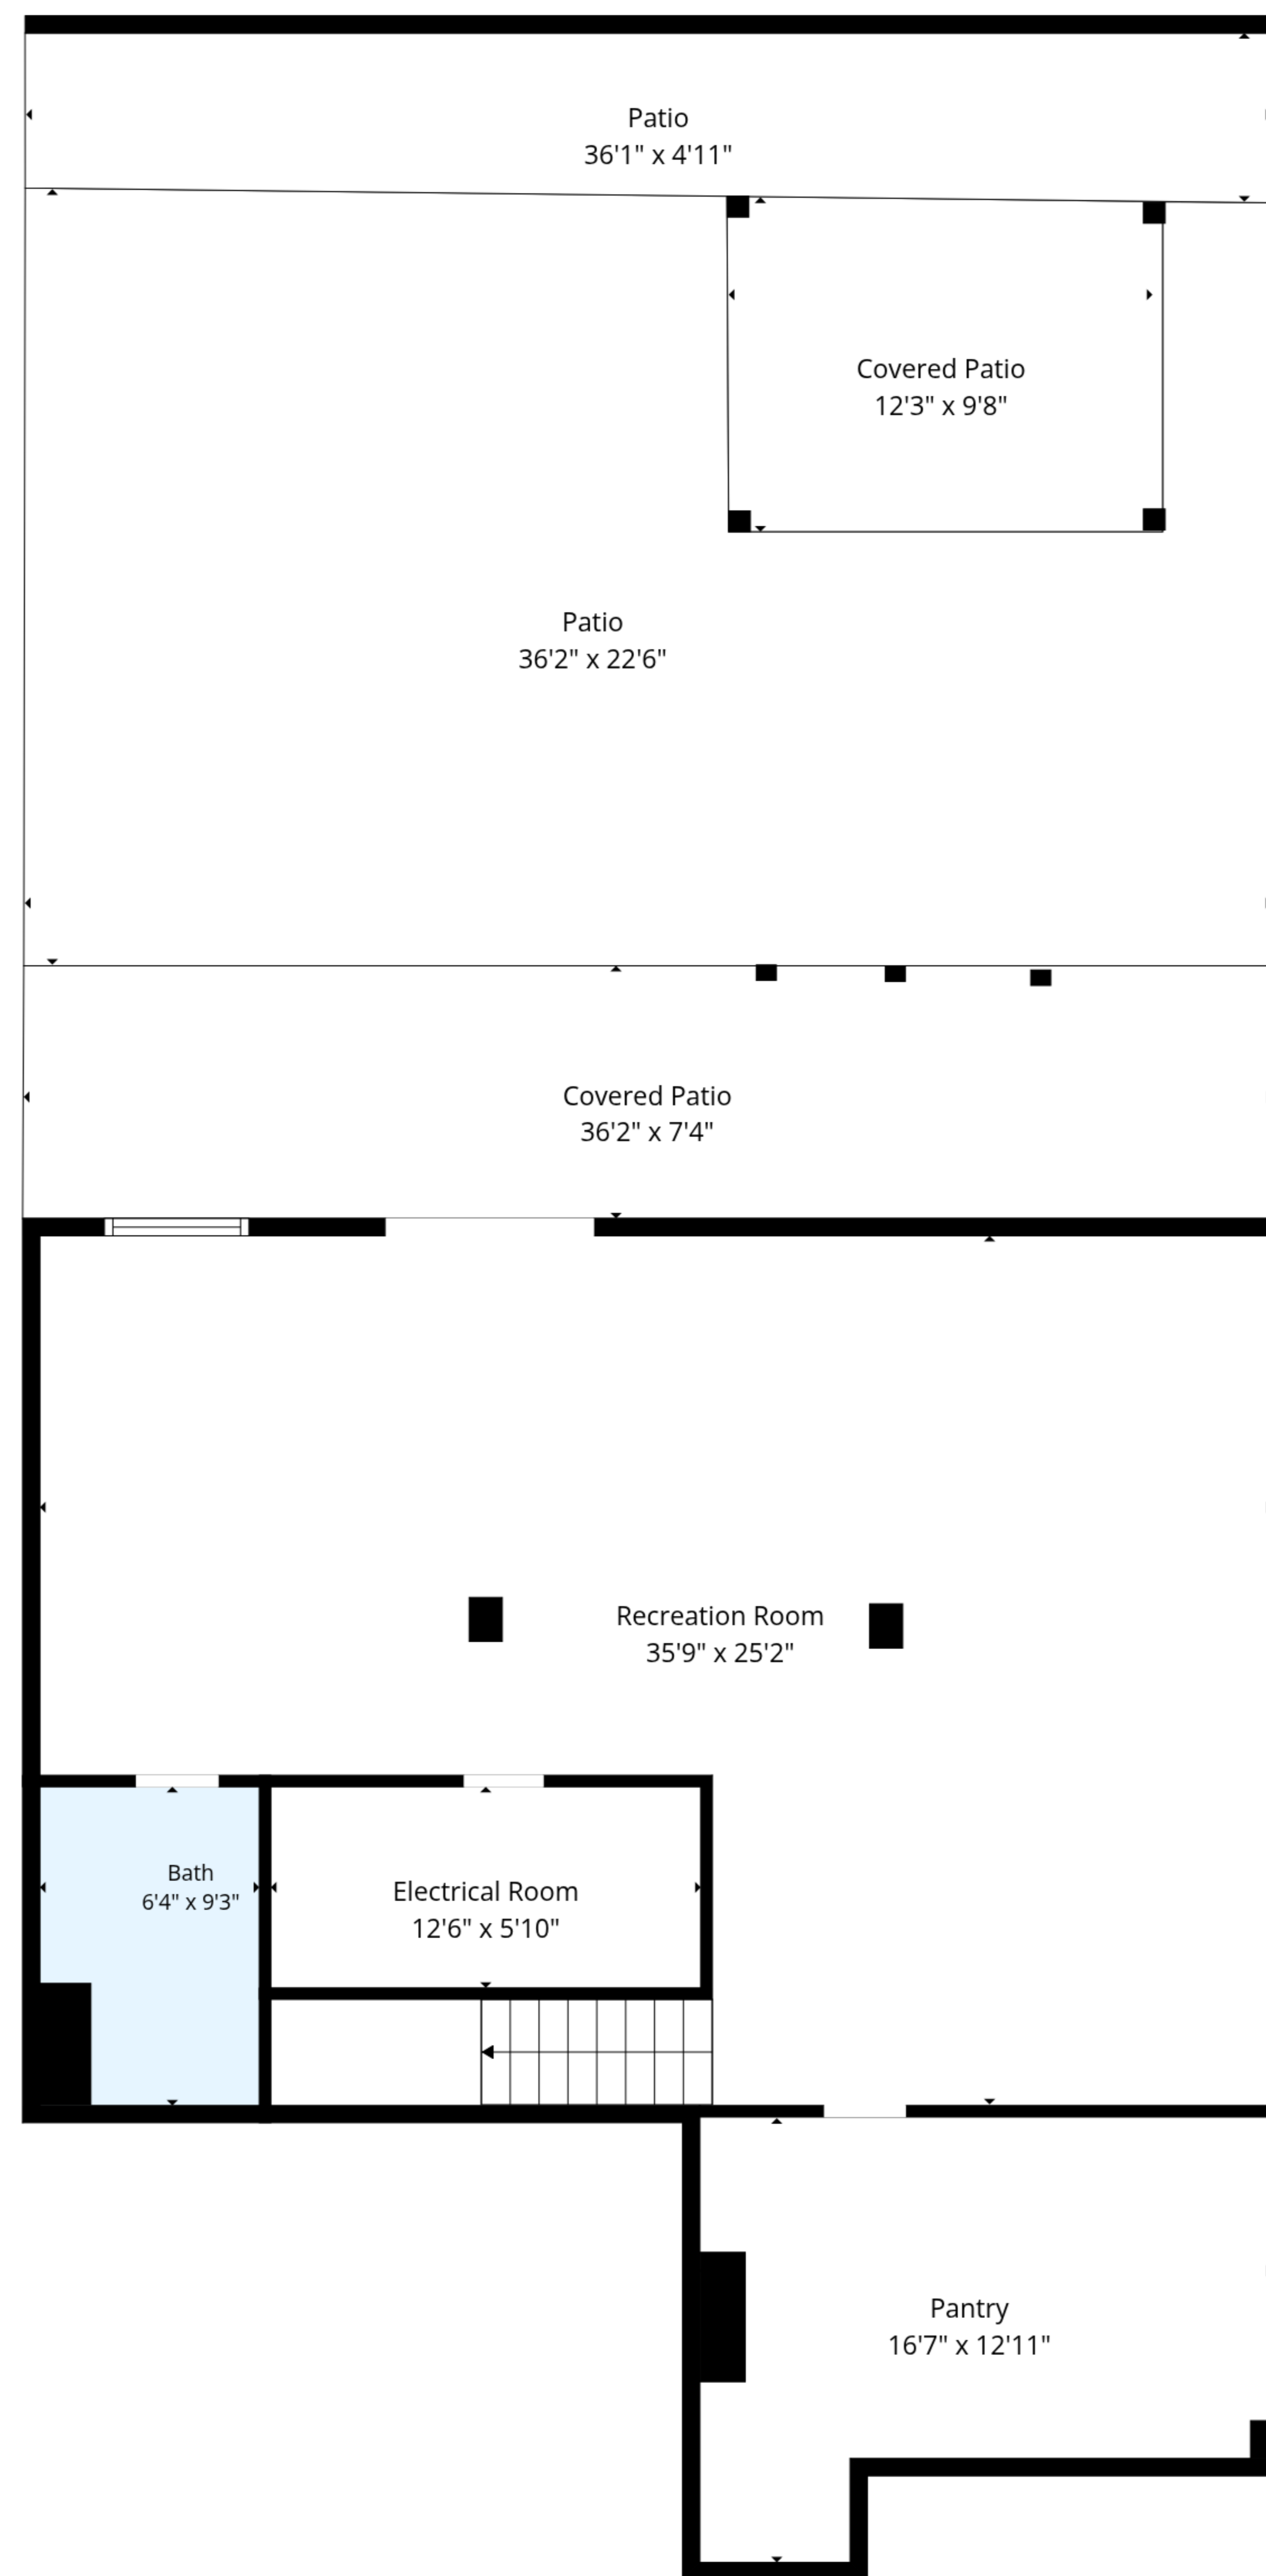 Patio
36'1" x 4'11"
Covered Patio
12'3" x 9'8"
Patio
36'2" x 22'6"
Covered Patio
36'2" x 7'4"
Recreation Room
35'9" x 25'2"
Bath
6'4" x 9'3"
Electrical Room
12'6" x 5'10"
Pantry
16'7" x 12'11"